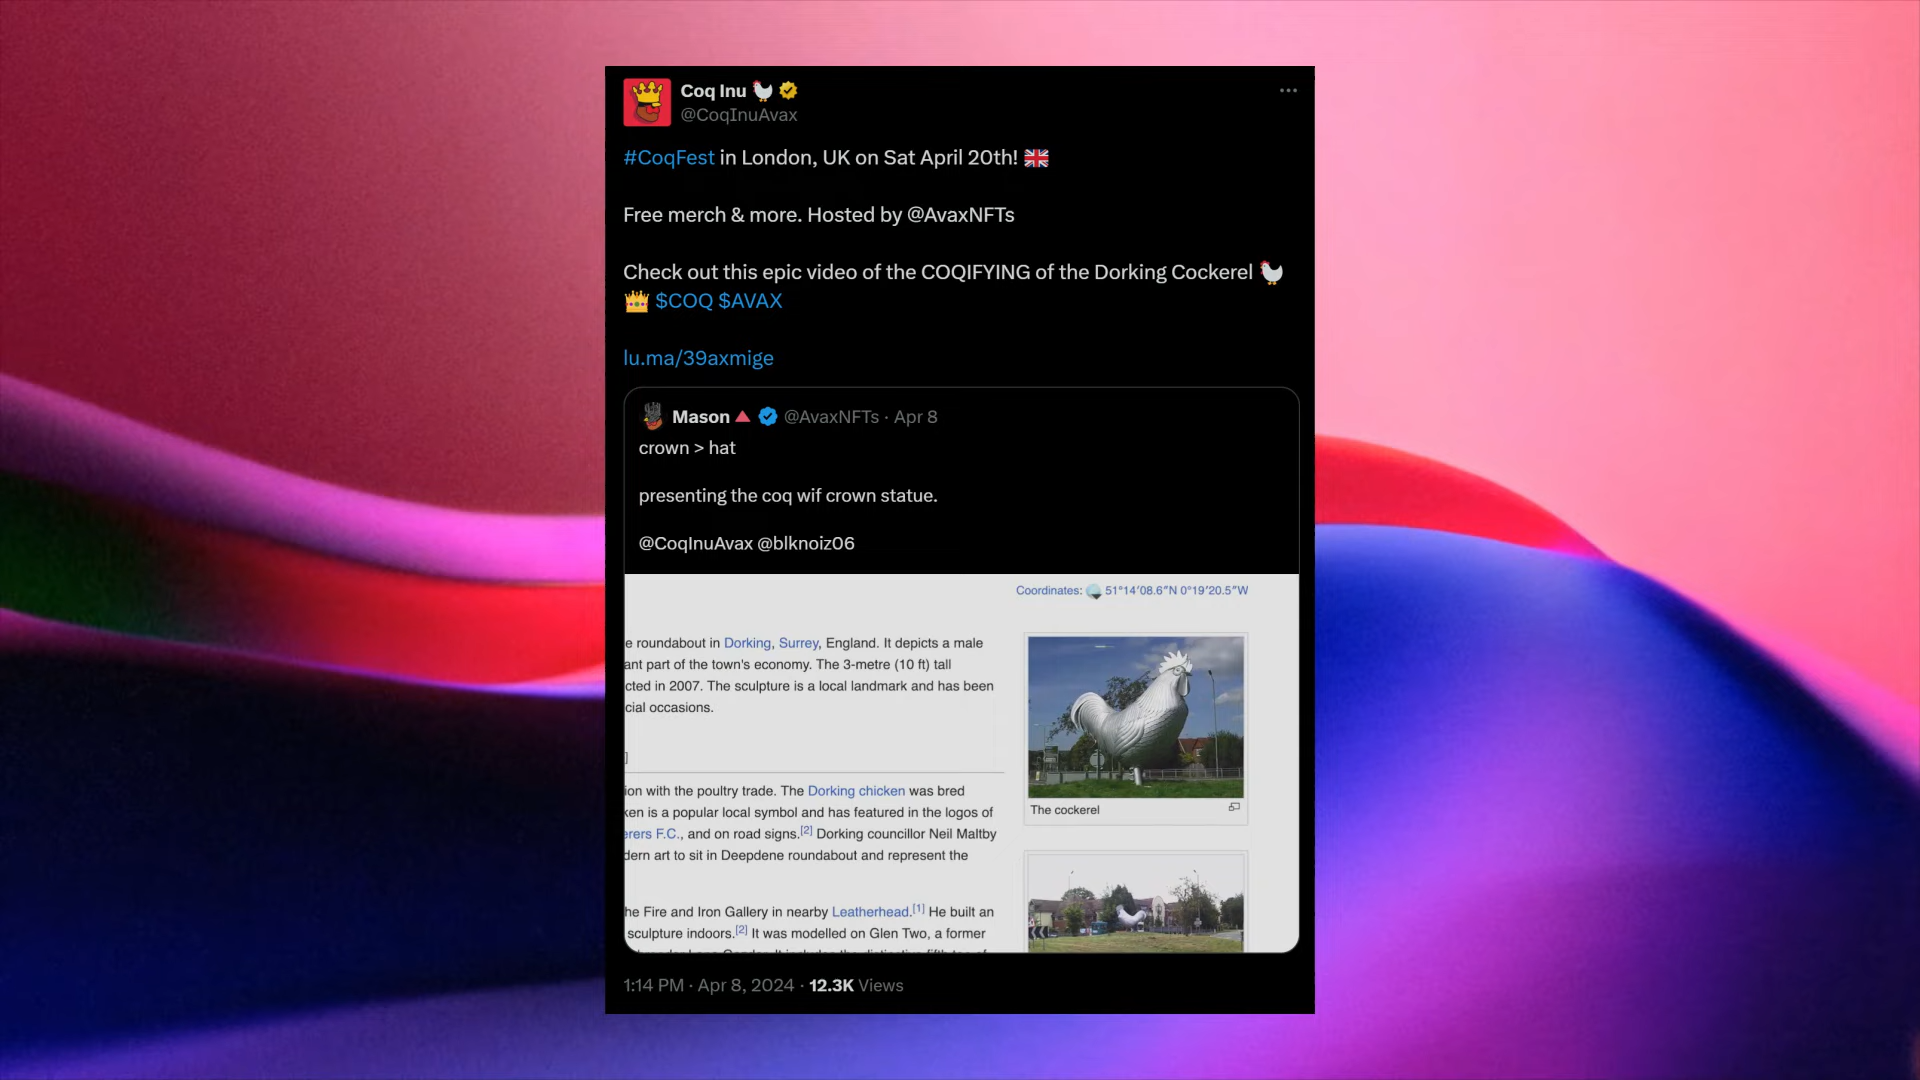 Coq Inu
@CoqInuAvax
#CoqFest in London, UK on Sat April 20th!
Free merch & more. Hosted by @AvaxNFTs
Check out this epic video of the COQIFYING of the Dorking Cockerel
$COQ $AVAX
lu.ma/39axmige
Mason @AvaxNFTs · Apr 8
crown > hat
presenting the coq wif crown statue.
@CoqInuAvax @blknoiz06
Coordinates: 51°14′08.6″N 0°19′20.5″W
e roundabout in Dorking, Surrey, England. It depicts a male
ant part of the town's economy. The 3-metre (10 ft) tall
cted in 2007. The sculpture is a local landmark and has been
cial occasions.
]
ion with the poultry trade. The Dorking chicken was bred
ken is a popular local symbol and has featured in the logos of
erers F.C., and on road signs.[2] Dorking councillor Neil Maltby
dern art to sit in Deepdene roundabout and represent the
The cockerel
he Fire and Iron Gallery in nearby Leatherhead.[1] He built an
sculpture indoors.[2] It was modelled on Glen Two, a former
1:14 PM · Apr 8, 2024 · 12.3K Views